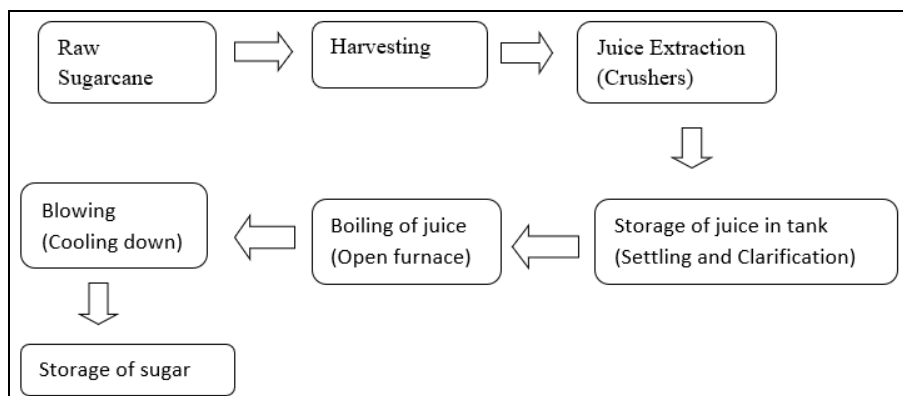 Raw
Sugarcane
Harvesting
Juice Extraction
(Crushers)
Storage of juice in tank
(Settling and Clarification)
Boiling of juice
(Open furnace)
Blowing
(Cooling down)
Storage of sugar